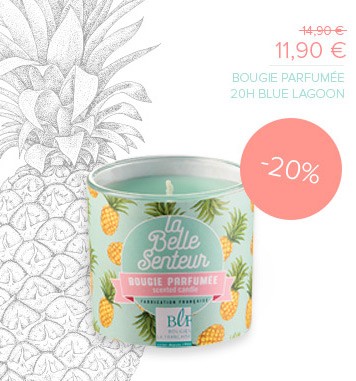 14,90 €
11,90 €
BOUGIE PARFUMÉE
20H BLUE LAGOON
-20%
La
Belle
Senteur
BOUGIE PARFUMÉE
scented candle
FABRICATION FRANÇAISE
BLF